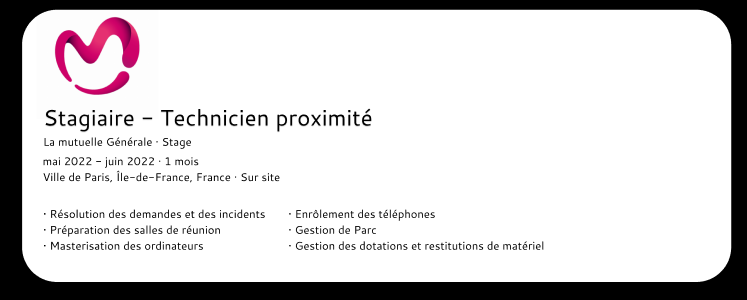 Stagiaire - Technicien proximité
La mutuelle Générale · Stage
mai 2022 - juin 2022 · 1 mois
Ville de Paris, Île-de-France, France · Sur site
· Résolution des demandes et des incidents
· Préparation des salles de réunion
· Masterisation des ordinateurs
· Enrôlement des téléphones
· Gestion de Parc
· Gestion des dotations et restitutions de matériel